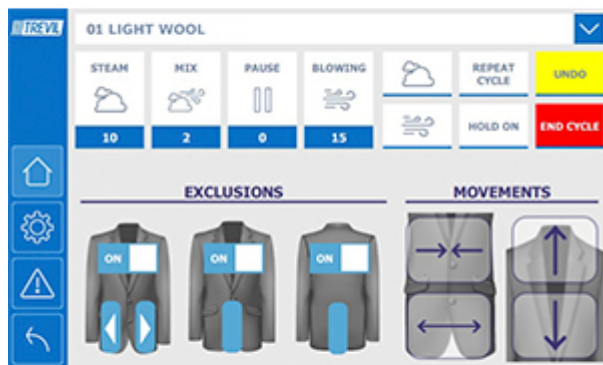 TREVIL
01 LIGHT WOOL
STEAM
MIX
PAUSE
BLOWING
REPEAT
CYCLE
UNDO
10
2
0
15
HOLD ON
END CYCLE
EXCLUSIONS
MOVEMENTS
ON
ON
ON